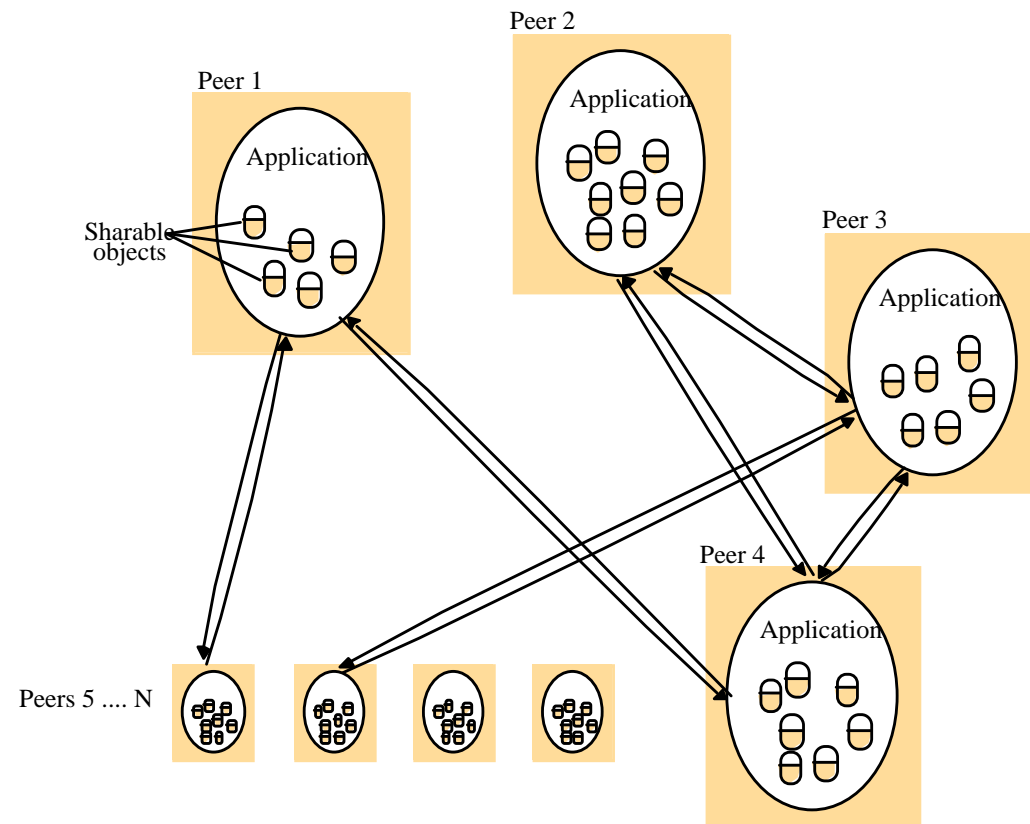 Peer 2
Peer 1
Application
Application
Sharable
objects
Peer 3
Application
Peer 4
Application
Peers 5 .... N